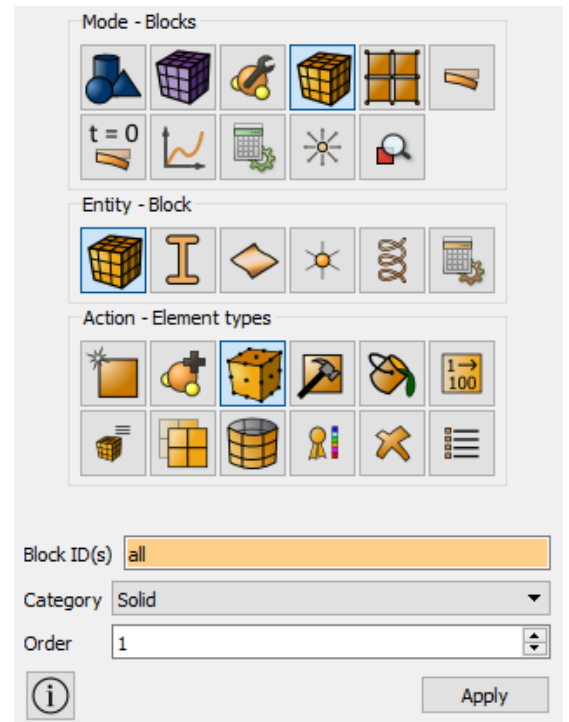 Mode - Blocks
t = 0
Entity - Block
Action - Element types
1→
100
Block ID(s) all
Category Solid
Order 1
i
Apply